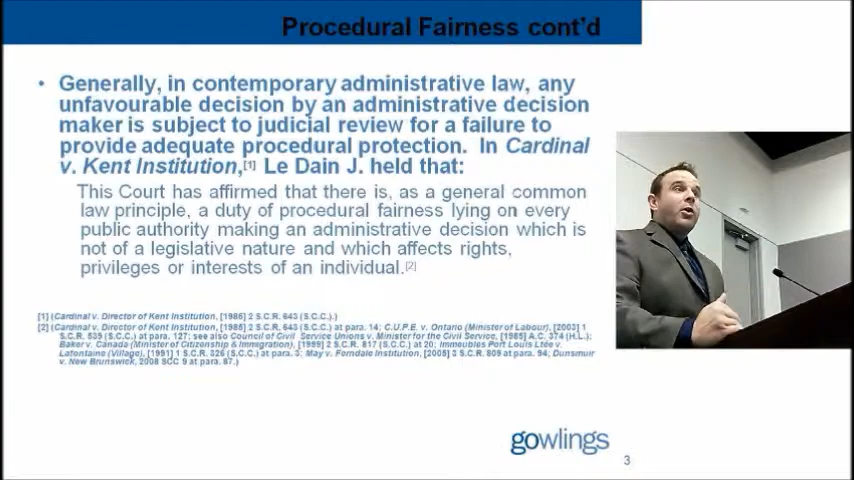 Procedural Fairness cont'd
• Generally, in contemporary administrative law, any
unfavourable decision by an administrative decision
maker is subject to judicial review for a failure to
provide adequate procedural protection. In Cardinal
v. Kent Institution,[1] Le Dain J. held that:
This Court has affirmed that there is, as a general common
law principle, a duty of procedural fairness lying on every
public authority making an administrative decision which is
not of a legislative nature and which affects rights,
privileges or interests of an individual.[2]
[1] (Cardinal v. Director of Kent Institution, [1985] 2 S.C.R. 643 (S.C.C.).)
[2] (Cardinal v. Director of Kent Institution, [1985] 2 S.C.R. 643 (S.C.C.) at para. 14; C.U.P.E. v. Ontario (Minister of Labour), [2003] 1
S.C.R. 539 (S.C.C.) at para. 127; see also Council of Civil Service Unions v. Minister for the Civil Service, [1985] A.C. 374 (H.L.);
Baker v. Canada (Minister of Citizenship & Immigration), [1999] 2 S.C.R. 817 (S.C.C.) at 20; Immeubles Port Louis Ltée v.
Lafontaine (Village), [1991] 1 S.C.R. 326 (S.C.C.) at para. 3; May v. Ferndale Institution, [2005] 3 S.C.R. 809 at para. 94; Dunsmuir
v. New Brunswick, 2008 SCC 9 at para. 87.)
gowlings
3